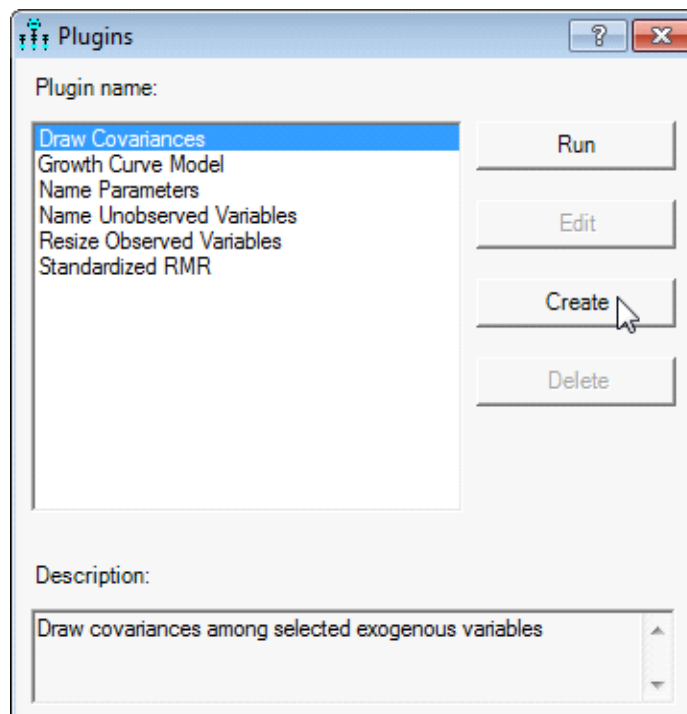 Plugins
?
Plugin name:
Draw Covariances
Growth Curve Model
Name Parameters
Name Unobserved Variables
Resize Observed Variables
Standardized RMR
Run
Edit
Create
Delete
Description:
Draw covariances among selected exogenous variables